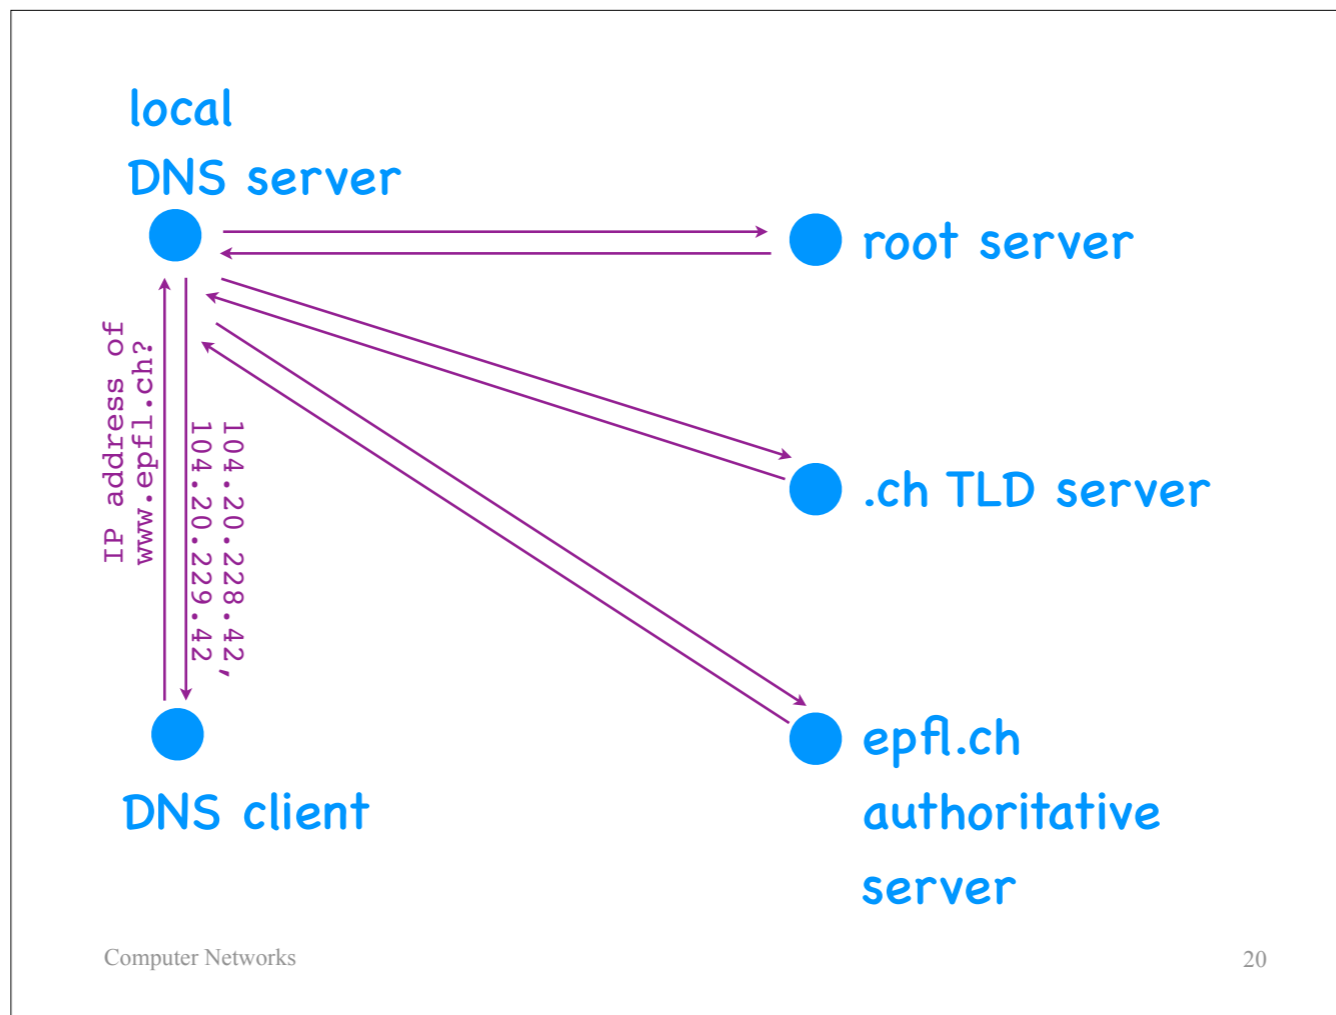 local
DNS server
root server
IP address of
www.epfl.ch?
104.20.228.42,
104.20.229.42
.ch TLD server
DNS client
epfl.ch
authoritative
server
Computer Networks
20